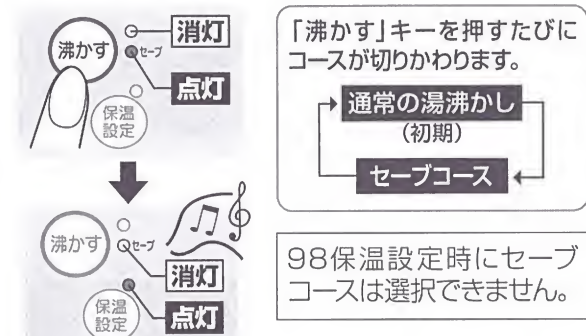 沸かす
消灯
セーブ
点灯
保温
設定
沸かす
セーブ
消灯
保温
設定
点灯
「沸かす」キーを押すたびに
コースが切りかわります。
通常の湯沸かし
(初期)
セーブコース
98保温設定時にセーブ
コースは選択できません。